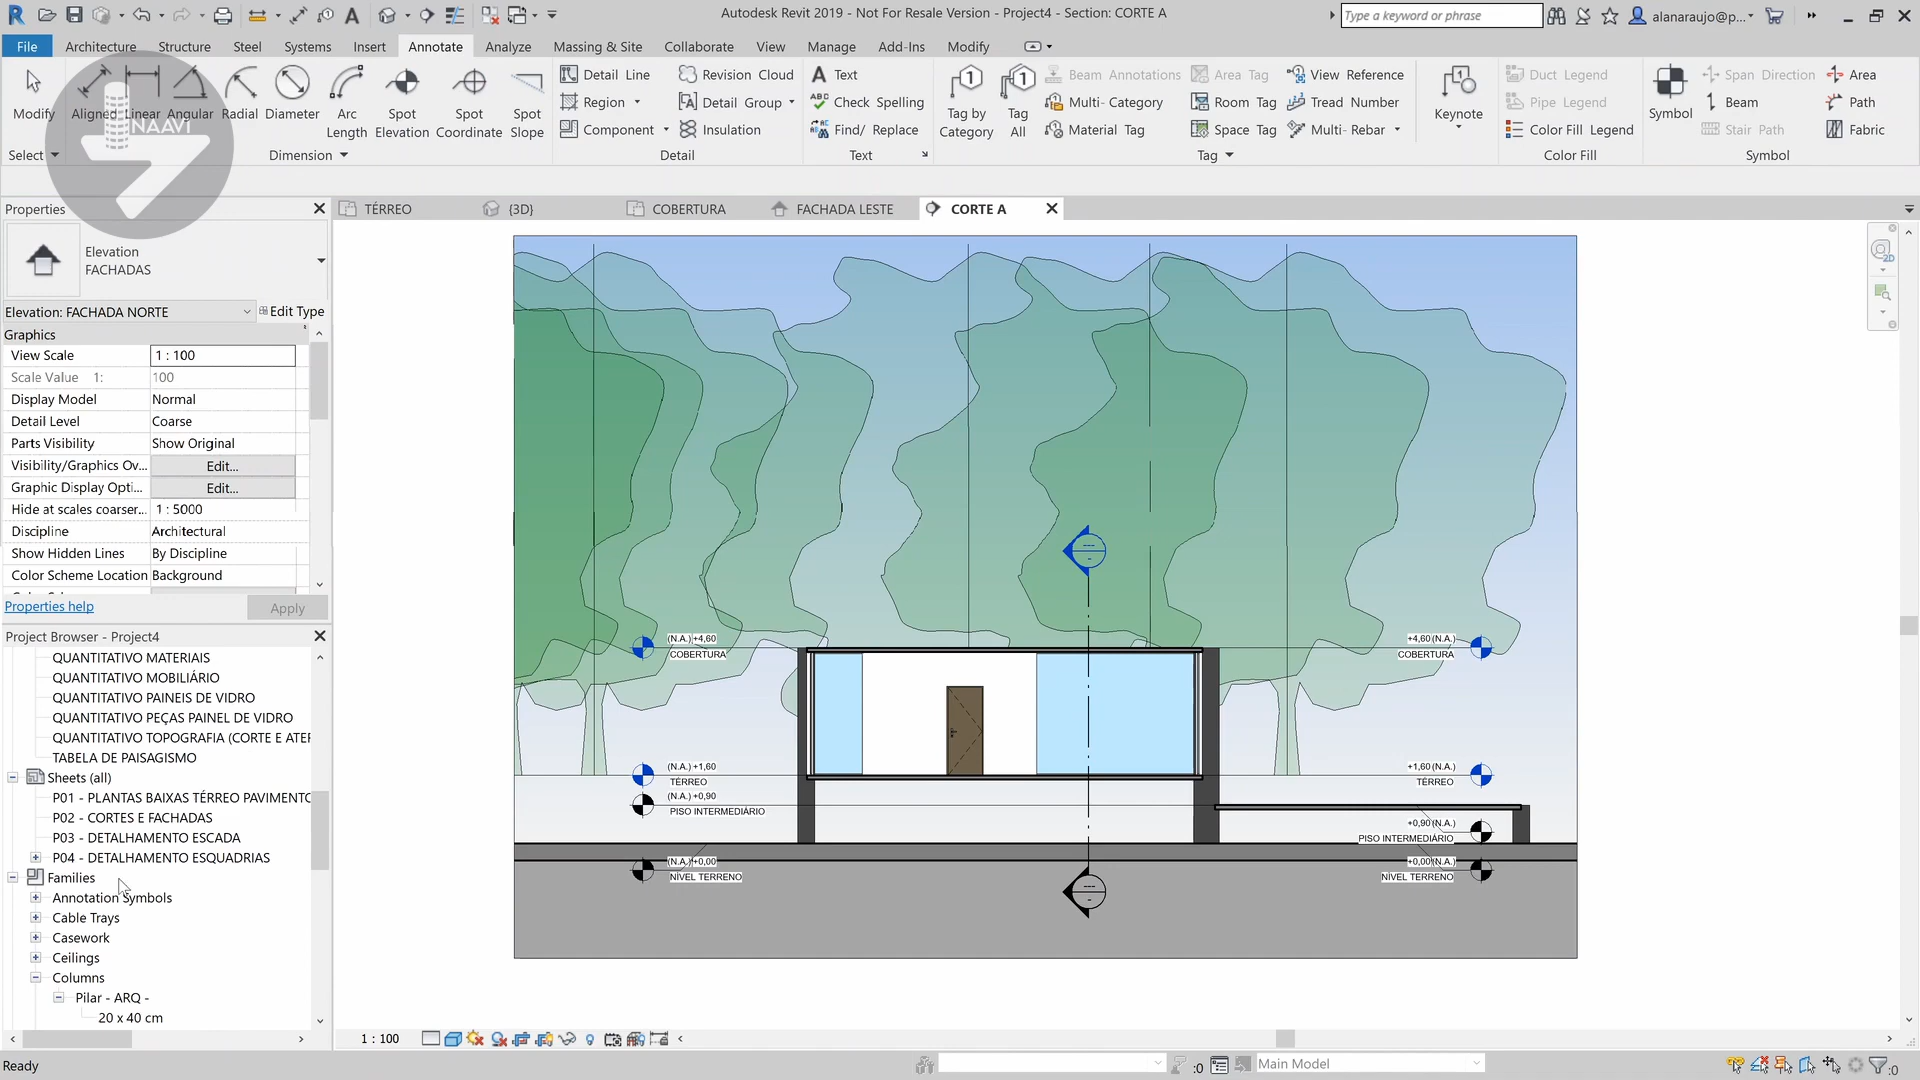 Autodesk Revit 2019 - Not For Resale Version - Project4 - Section: CORTE A
Type a keyword or phrase
alanaraujo@p...
File Architecture Structure Steel Systems Insert Annotate Analyze Massing & Site Collaborate View Manage Add-Ins Modify
Modify
Aligned
Linear
Angular
Radial
Diameter
Arc
Length
Spot
Elevation
Spot
Coordinate
Spot
Slope
Detail Line
Region
Component
Revision Cloud
Detail Group
Insulation
Text
Check Spelling
Find/ Replace
Tag by
Category
Tag
All
Beam Annotations
Multi- Category
Material Tag
Area Tag
Room Tag
Space Tag
View Reference
Tread Number
Multi- Rebar
Keynote
Duct Legend
Pipe Legend
Color Fill Legend
Symbol
Span Direction
Beam
Stair Path
Area
Path
Fabric
Select
Dimension
Detail
Text
Tag
Color Fill
Symbol
NAAVI
Properties
Elevation
FACHADAS
Elevation: FACHADA NORTE
Edit Type
Graphics
View Scale 1 : 100
Scale Value 1: 100
Display Model Normal
Detail Level Coarse
Parts Visibility Show Original
Visibility/Graphics Ov... Edit...
Graphic Display Opti... Edit...
Hide at scales coarser... 1 : 5000
Discipline Architectural
Show Hidden Lines By Discipline
Color Scheme Location Background
Properties help
Apply
Project Browser - Project4
QUANTITATIVO MATERIAIS
QUANTITATIVO MOBILIÁRIO
QUANTITATIVO PAINEIS DE VIDRO
QUANTITATIVO PEÇAS PAINEL DE VIDRO
QUANTITATIVO TOPOGRAFIA (CORTE E ATER
TABELA DE PAISAGISMO
Sheets (all)
P01 - PLANTAS BAIXAS TÉRREO PAVIMENTO
P02 - CORTES E FACHADAS
P03 - DETALHAMENTO ESCADA
P04 - DETALHAMENTO ESQUADRIAS
Families
Annotation Symbols
Cable Trays
Casework
Ceilings
Columns
Pilar - ARQ -
20 x 40 cm
TÉRREO
{3D}
COBERTURA
FACHADA LESTE
CORTE A
2D
(N.A.) +4,60
COBERTURA
(N.A.) +1,60
TÉRREO
(N.A.) +0,90
PISO INTERMEDIÁRIO
(N.A.) +0,00
NÍVEL TERRENO
+4,60 (N.A.)
COBERTURA
+1,60 (N.A.)
TÉRREO
+0,90 (N.A.)
PISO INTERMEDIÁRIO
+0,00 (N.A.)
NÍVEL TERRENO
1 : 100
Ready
:0
Main Model
:0